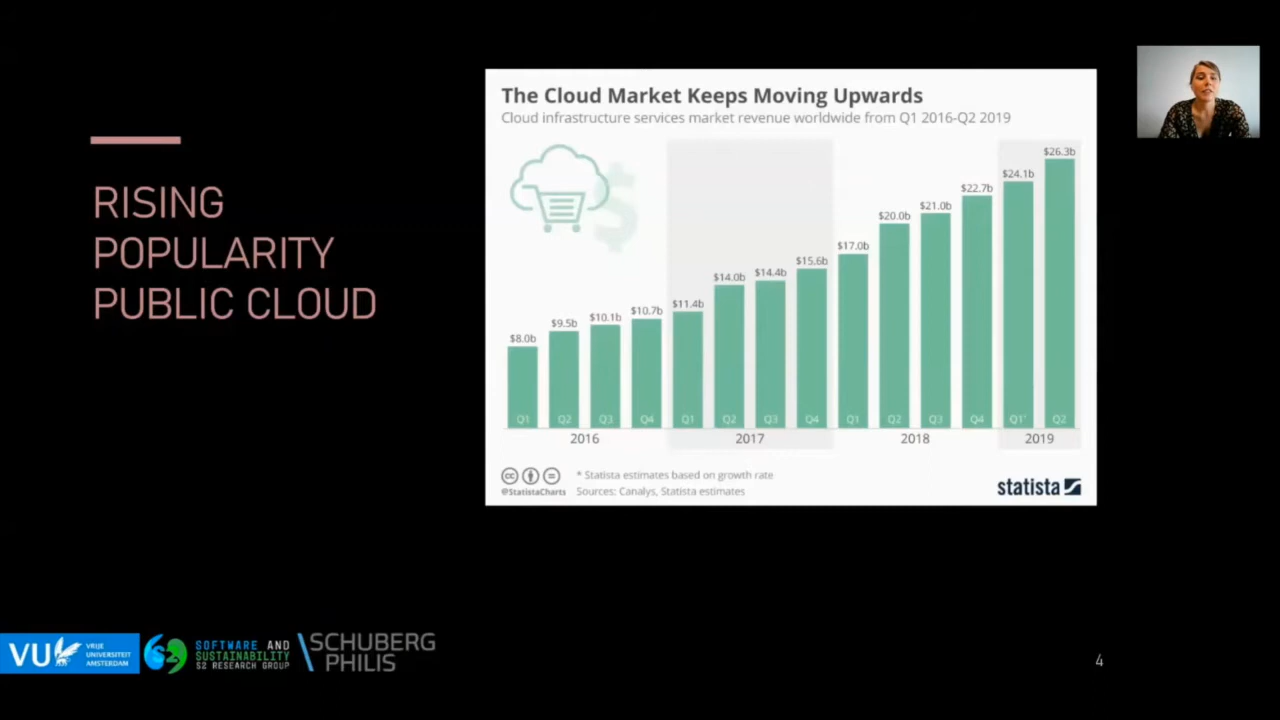 RISING
POPULARITY
PUBLIC CLOUD
The Cloud Market Keeps Moving Upwards
Cloud infrastructure services market revenue worldwide from Q1 2016-Q2 2019
$8.0b
$9.5b
$10.1b
$10.7b
$11.4b
$14.0b
$14.4b
$15.6b
$17.0b
$20.0b
$21.0b
$22.7b
$24.1b
$26.3b
Q1 Q2 Q3 Q4 Q1 Q2 Q3 Q4 Q1 Q2 Q3 Q4 Q1* Q2
2016 2017 2018 2019
cc
@StatistaCharts
* Statista estimates based on growth rate
Sources: Canalys, Statista estimates
statista
VU
VRIJE
UNIVERSITEIT
AMSTERDAM
SOFTWARE AND
SUSTAINABILITY
S2 RESEARCH GROUP
SCHUBERG
PHILIS
4